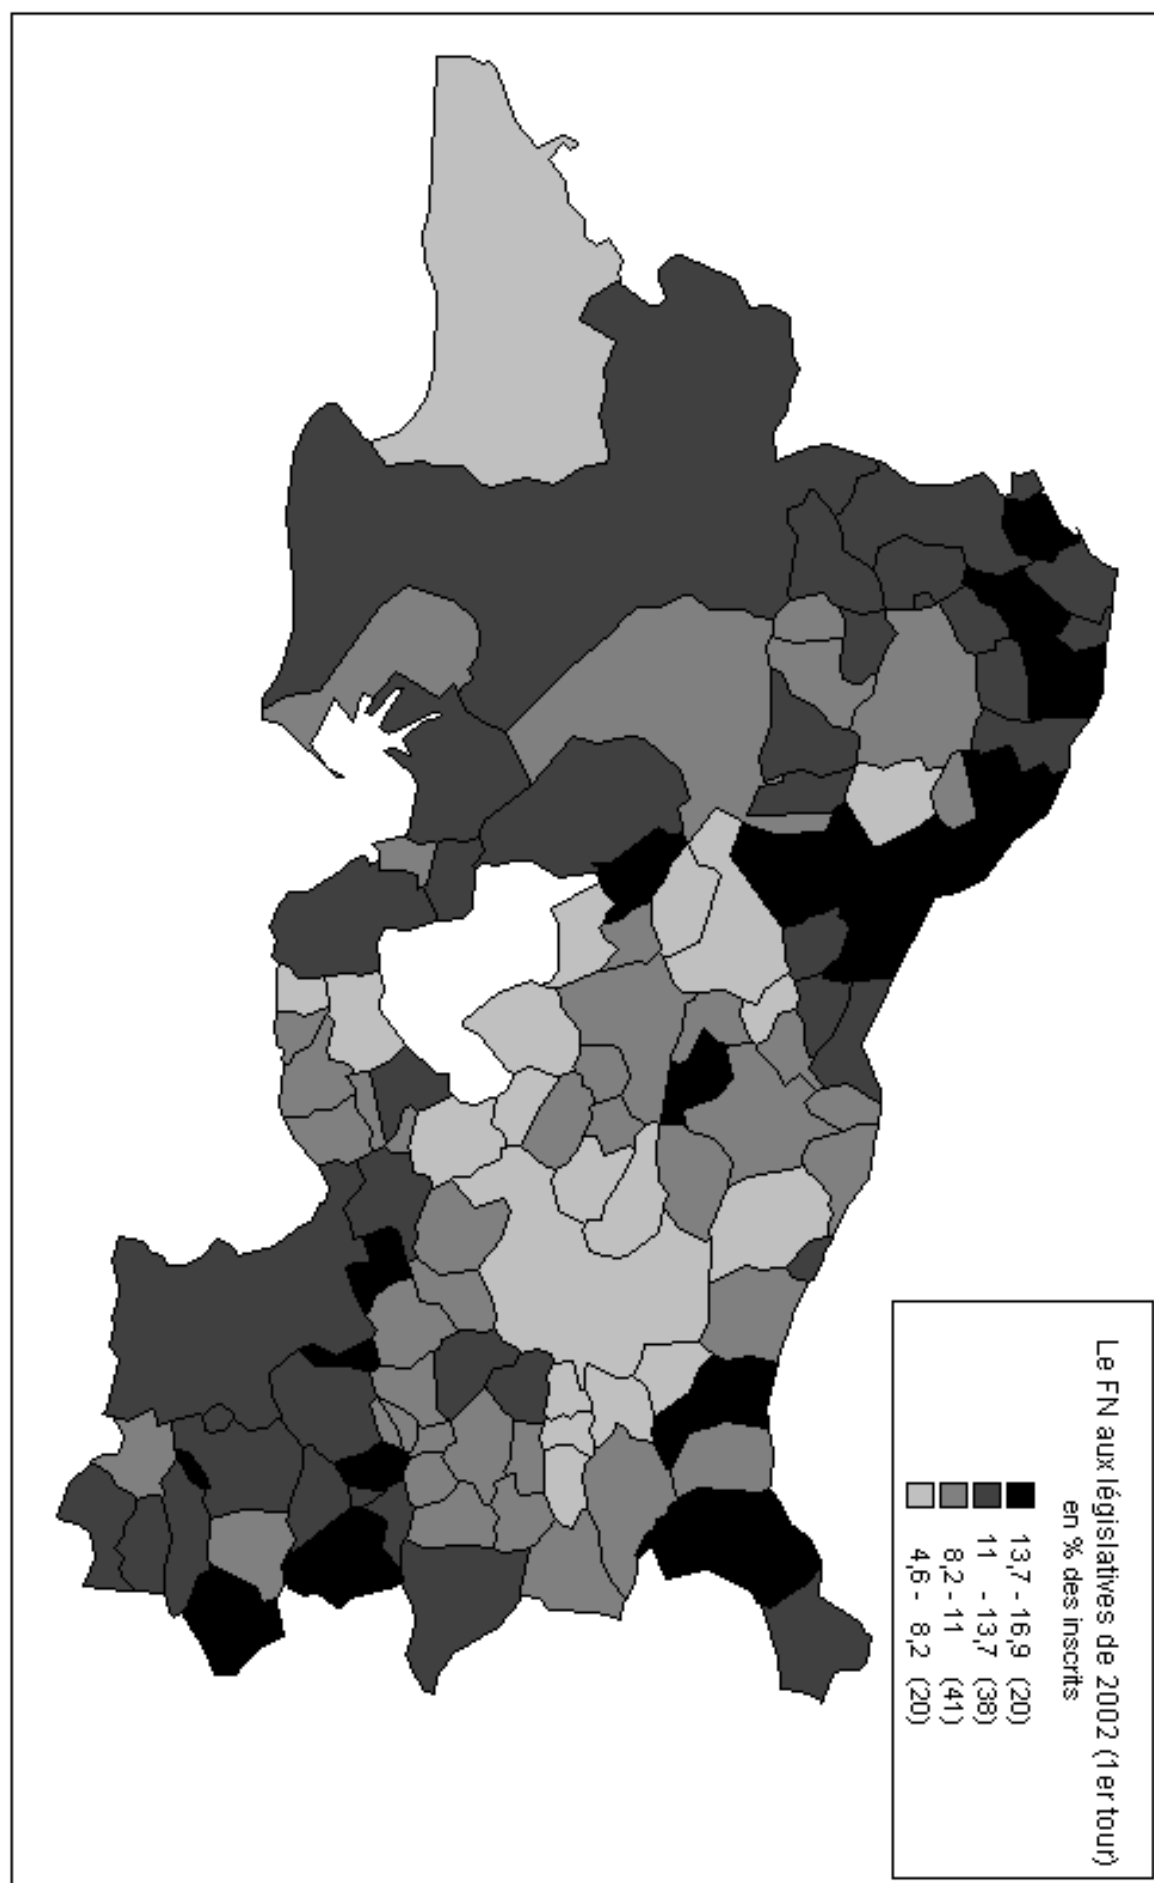 Le FN aux législatives de 2002 (1er tour)
en % des inscrits
13,7 - 16,9 (20)
11 - 13,7 (38)
8,2 - 11 (41)
4,6 - 8,2 (20)